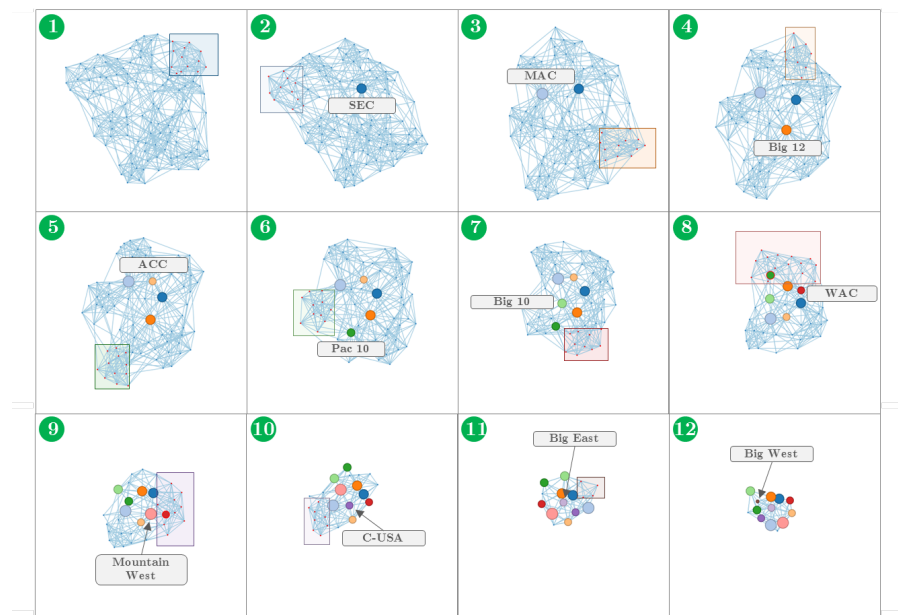 1
2
SEC
3
MAC
4
Big 12
5
ACC
6
Pac 10
7
Big 10
8
WAC
9
Mountain
West
10
C-USA
11
Big East
12
Big West